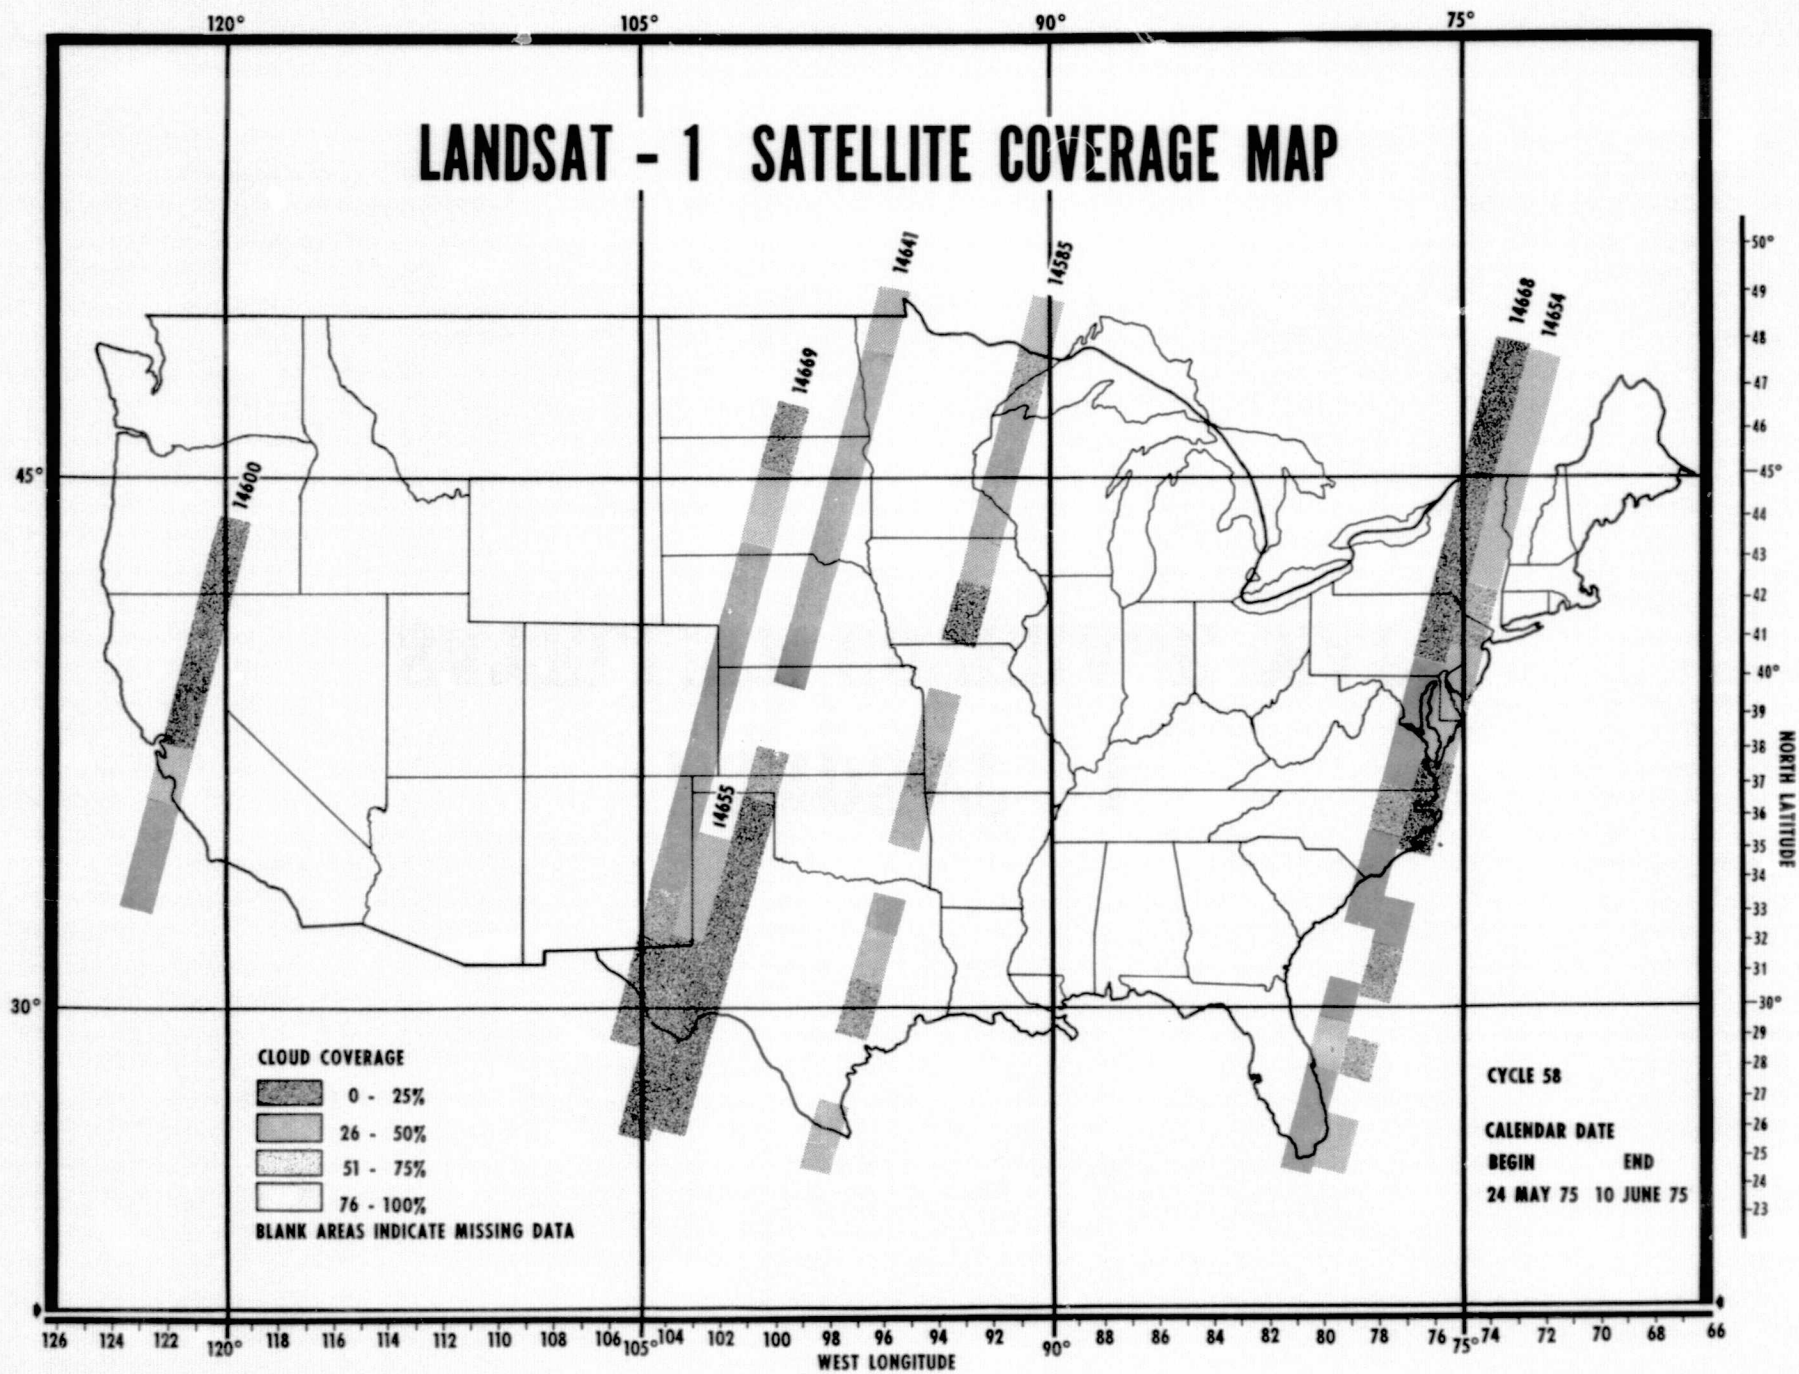 120° 105° 90° 75°
LANDSAT - 1 SATELLITE COVERAGE MAP
14641
14585
14668
14654
14669
14600
14655
45°
30°
50°
49
48
47
46
45°
44
43
42
41
40°
39
38
37
36
35
34
33
32
31
30°
29
28
27
26
25
24
23
NORTH LATITUDE
CLOUD COVERAGE
0 - 25%
26 - 50%
51 - 75%
76 - 100%
BLANK AREAS INDICATE MISSING DATA
CYCLE 58
CALENDAR DATE
BEGIN END
24 MAY 75 10 JUNE 75
126 124 122 120° 118 116 114 112 110 108 106 105° 104 102 100 98 96 94 92 90° 88 86 84 82 80 78 76 75° 74 72 70 68 66
WEST LONGITUDE